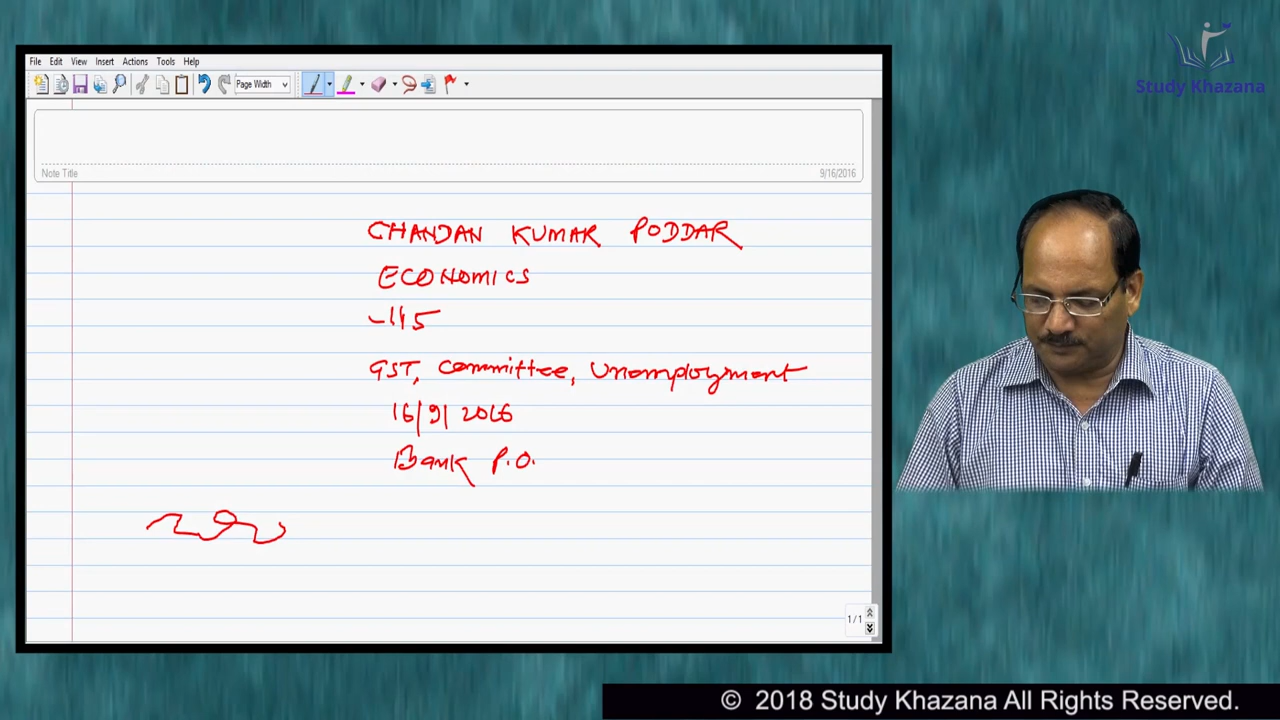 Study Khazana
File Edit View Insert Actions Tools Help
Page Width
Note Title 9/16/2016
CHANDAN KUMAR PODDAR
ECONOMICS
GST, Committee, Unemployment
16/9/2016
Bank P.O.
1/1
© 2018 Study Khazana All Rights Reserved.